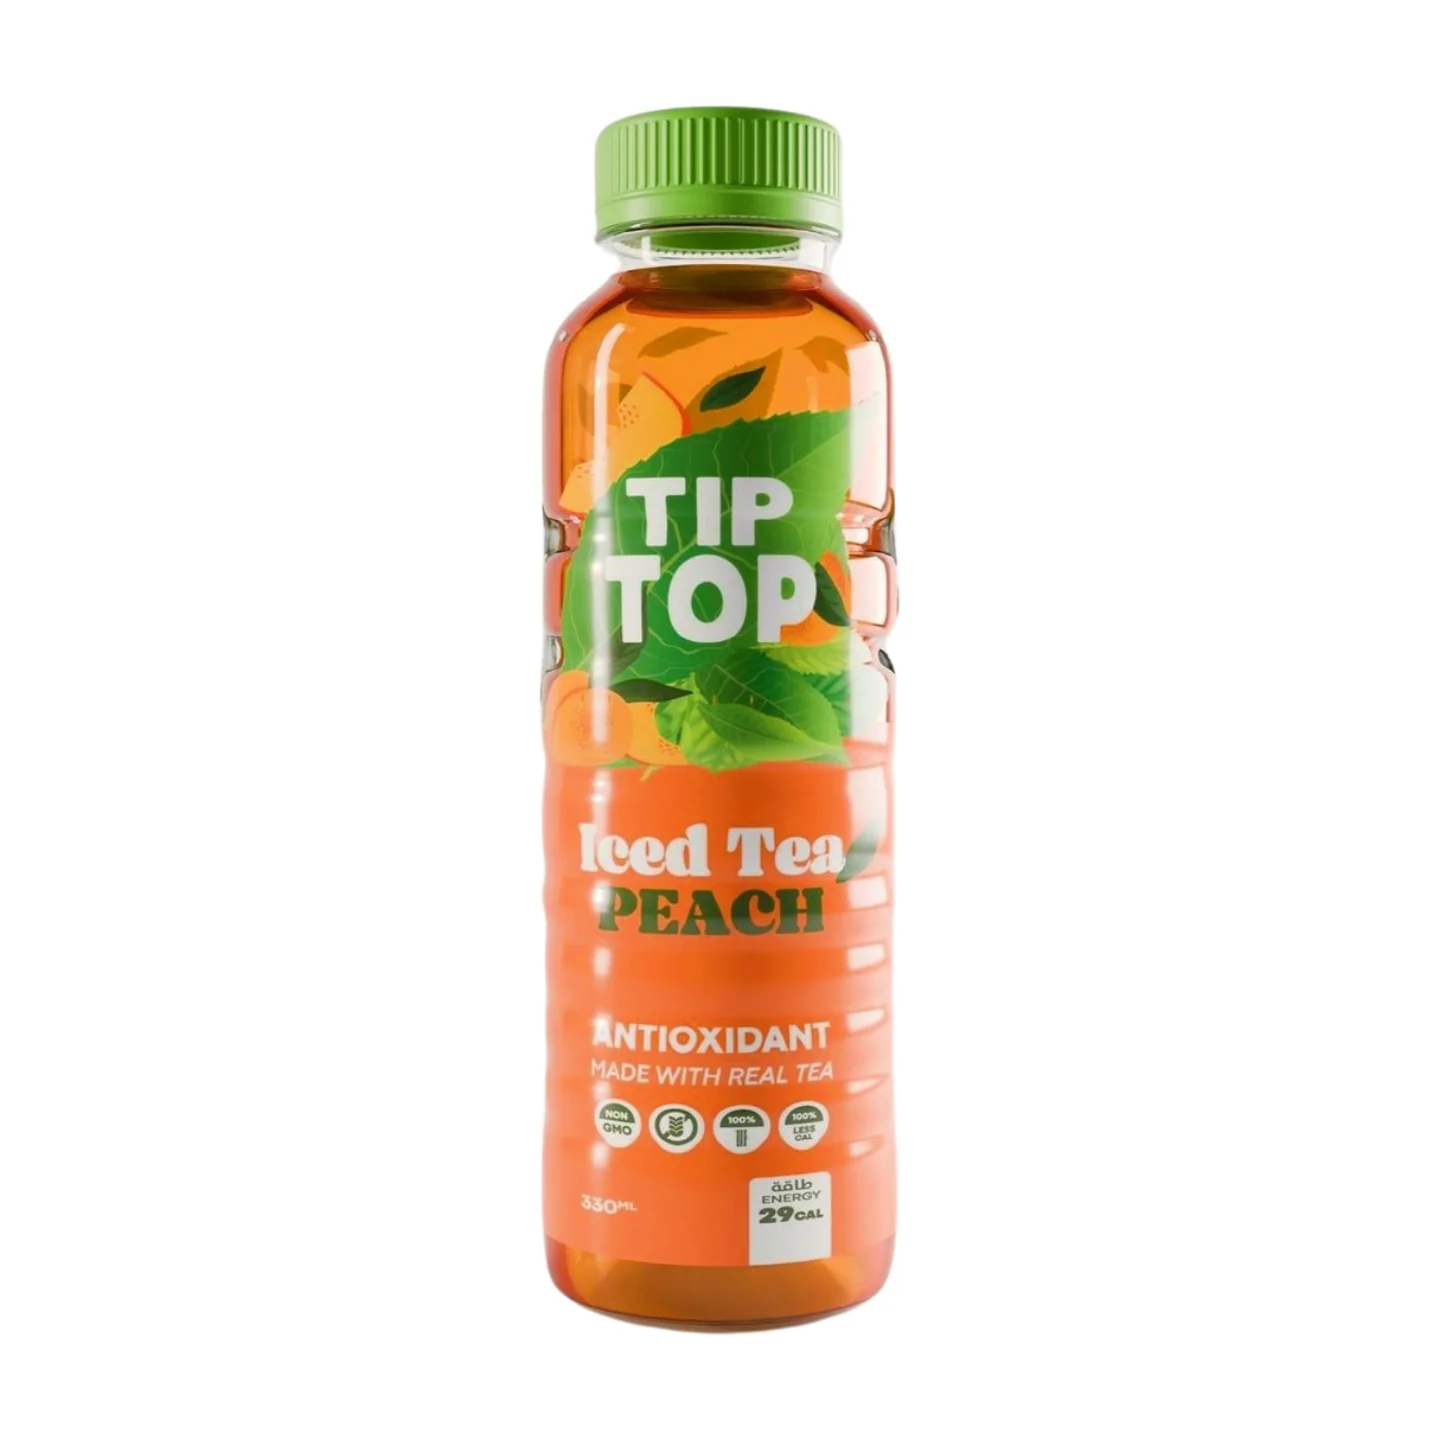 TIP
TOP
Iced Tea
PEACH
ANTIOXIDANT
MADE WITH REAL TEA
NON
GMO
100%
100%
LESS
CAL
330ML
طاقة
ENERGY
29CAL